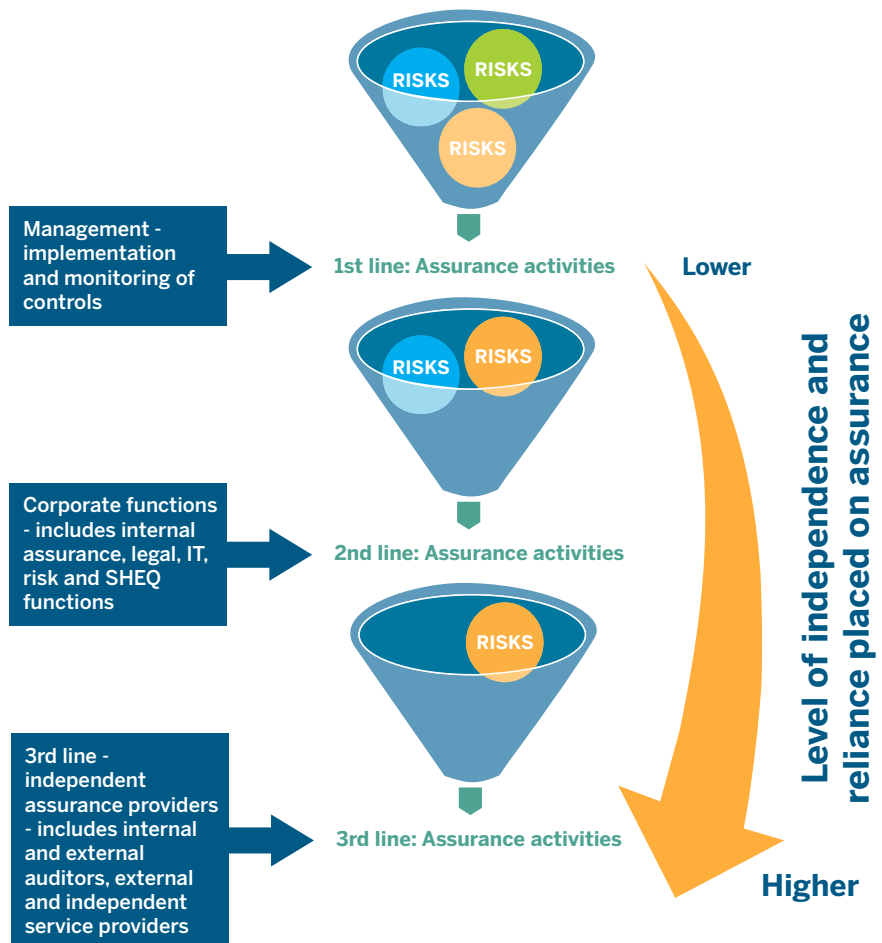 RISKS
RISKS
RISKS
Management -
implementation
and monitoring of
controls
1st line: Assurance activities
Lower
RISKS
RISKS
Corporate functions
- includes internal
assurance, legal, IT,
risk and SHEQ
functions
2nd line: Assurance activities
RISKS
3rd line -
independent
assurance providers
- includes internal
and external
auditors, external
and independent
service providers
3rd line: Assurance activities
Level of independence and
reliance placed on assurance
Higher